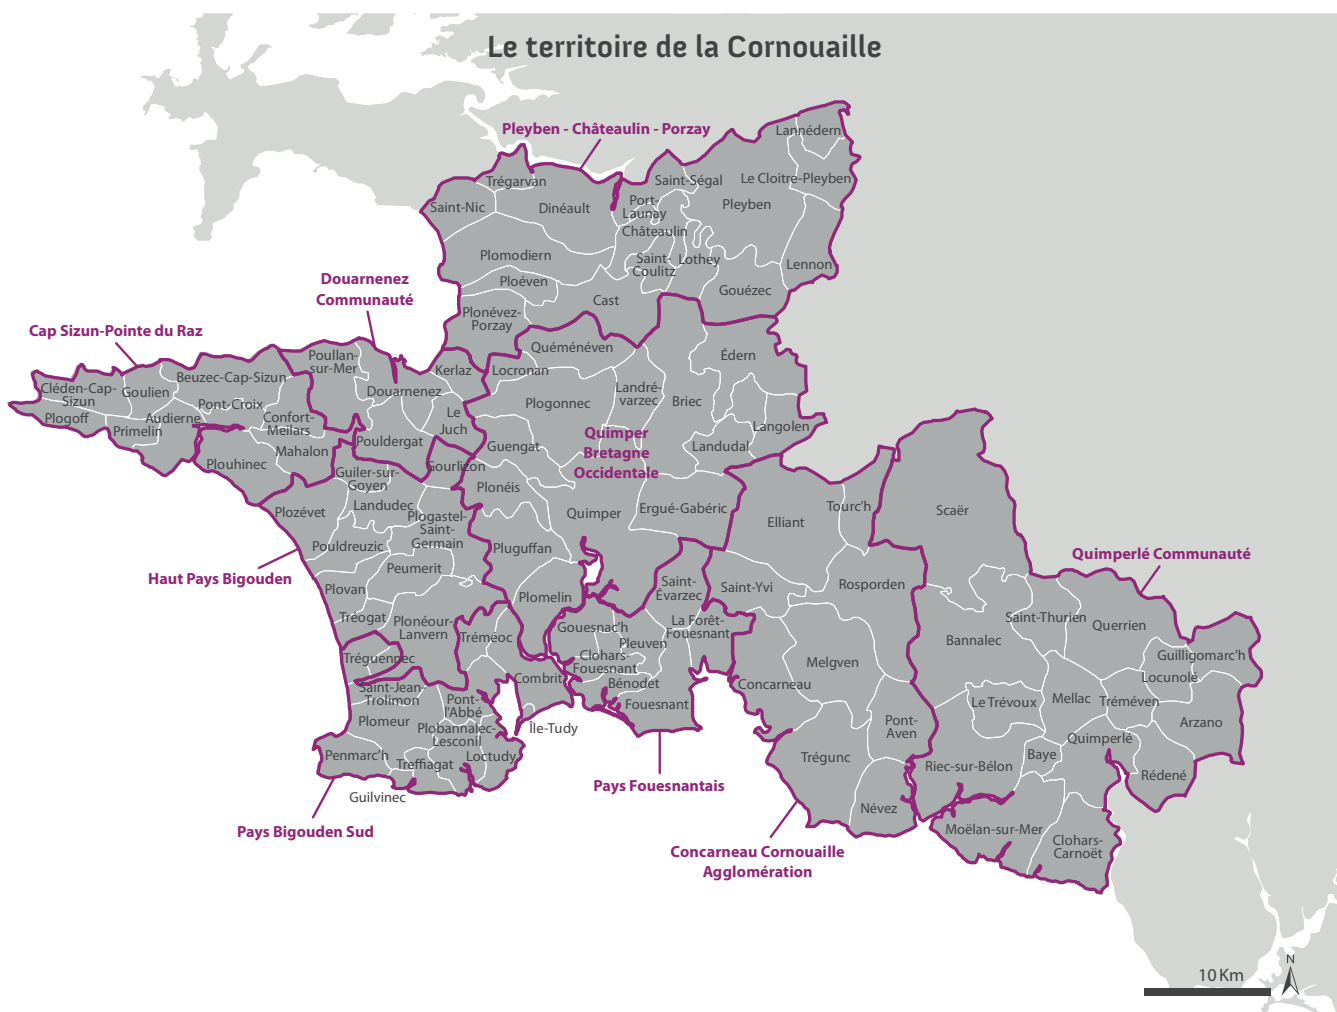 Le territoire de la Cornouaille
Pleyben - Châteaulin - Porzay
Lannédern
Trégarvan
Saint-Ségal
Le Cloître-Pleyben
Saint-Nic
Dinéault
Port-
Launay
Pleyben
Châteaulin
Plomodiern
Saint-
Coulitz
Lothey
Lennon
Ploéven
Gouézec
Cast
Plonévez-
Porzay
Douarnenez
Communauté
Cap Sizun-Pointe du Raz
Quéménéven
Édern
Poullan-
sur-Mer
Kerlaz
Locronan
Beuzec-Cap-Sizun
Cléden-Cap-
Sizun
Goulien
Douarnenez
Landré-
varzec
Briec
Plogonnec
Pont-Croix
Plogoff
Audierne
Confort-
Meilars
Le
Juch
Primelin
Langolen
Quimper
Bretagne
Occidentale
Pouldergat
Guengat
Landudal
Mahalon
Plouhinec
Gourlizon
Guiler-sur-
Goyen
Plonéis
Landudec
Plozévet
Plogastel-
Saint-
Germain
Quimper
Ergué-Gabéric
Elliant
Tourc'h
Scaër
Pouldreuzic
Pluguffan
Peumerit
Haut Pays Bigouden
Quimperlé Communauté
Plovan
Plomelin
Saint-
Évarzec
Saint-Yvi
Rosporden
Tréogat
Plonéour-
Lanvern
Tréméoc
Gouesnac'h
La Forêt-
Fouesnant
Pleuven
Saint-Thurien
Querrien
Bannalec
Tréguennec
Clohars-
Fouesnant
Melgven
Guilligomarc'h
Locunolé
Combrit
Bénodet
Concarneau
Saint-Jean-
Trolimon
Pont-
l'Abbé
Fouesnant
Le Trévoux
Mellac
Tréméven
Arzano
Plomeur
Plobannalec-
Lesconil
Île-Tudy
Pont-
Aven
Quimperlé
Penmarc'h
Treffiagat
Loctudy
Trégunc
Riec-sur-Bélon
Baye
Rédené
Guilvinec
Pays Fouesnantais
Névez
Pays Bigouden Sud
Moëlan-sur-Mer
Clohars-
Carnoët
Concarneau Cornouaille
Agglomération
N
10 Km